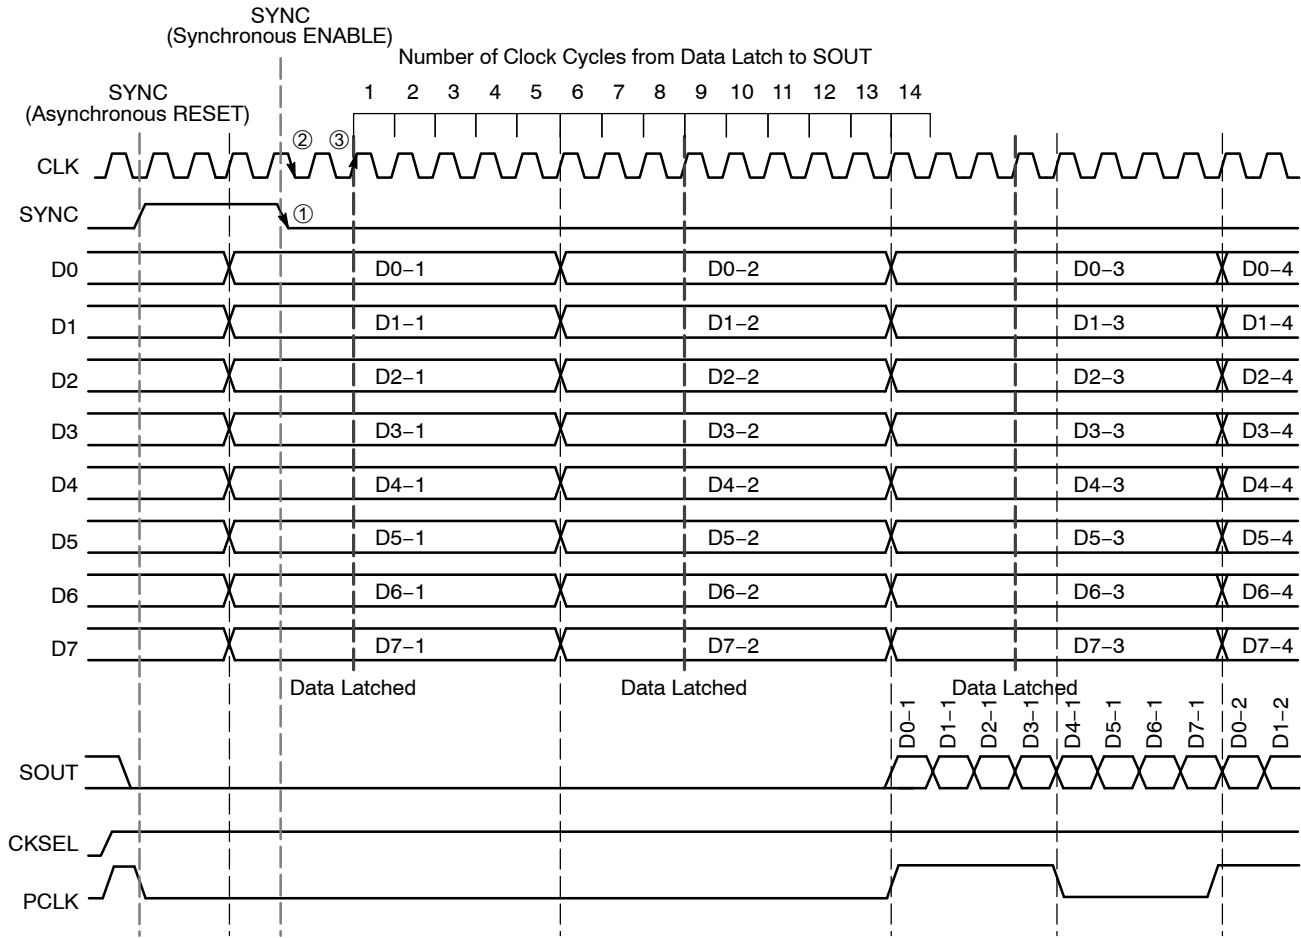 SYNC
(Synchronous ENABLE)
Number of Clock Cycles from Data Latch to SOUT
SYNC
(Asynchronous RESET)
1 2 3 4 5 6 7 8 9 10 11 12 13 14
② ③
CLK
SYNC ①
D0 D0−1 D0−2 D0−3 D0−4
D1 D1−1 D1−2 D1−3 D1−4
D2 D2−1 D2−2 D2−3 D2−4
D3 D3−1 D3−2 D3−3 D3−4
D4 D4−1 D4−2 D4−3 D4−4
D5 D5−1 D5−2 D5−3 D5−4
D6 D6−1 D6−2 D6−3 D6−4
D7 D7−1 D7−2 D7−3 D7−4
Data Latched Data Latched Data Latched
D0−1 D1−1 D2−1 D3−1 D4−1 D5−1 D6−1 D7−1 D0−2 D1−2
SOUT
CKSEL
PCLK